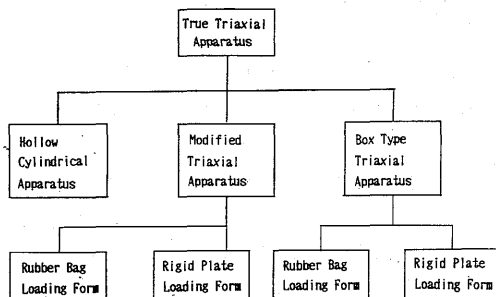 True Triaxial
Apparatus
Hollow
Cylindrical
Apparatus
Modified
Triaxial
Apparatus
Box Type
Triaxial
Apparatus
Rubber Bag
Loading Form
Rigid Plate
Loading Form
Rubber Bag
Loading Form
Rigid Plate
Loading Form